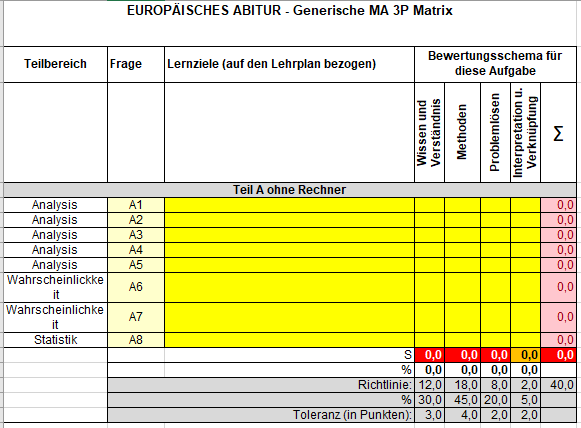 EUROPÄISCHES ABITUR - Generische MA 3P Matrix
Teilbereich Frage Lernziele (auf den Lehrplan bezogen) Bewertungsschema für
diese Aufgabe
Wissen und
Verständnis
Methoden
Problemlösen
Interpretation u.
Verknüpfung
Σ
Teil A ohne Rechner
Analysis A1 0,0
Analysis A2 0,0
Analysis A3 0,0
Analysis A4 0,0
Analysis A5 0,0
Wahrscheinlickke
it A6 0,0
Wahrscheinlichke
it A7 0,0
Statistik A8 0,0
S 0,0 0,0 0,0 0,0 0,0
% 0,0 0,0 0,0 0,0
Richtlinie: 12,0 18,0 8,0 2,0 40,0
% 30,0 45,0 20,0 5,0
Toleranz (in Punkten): 3,0 4,0 2,0 2,0